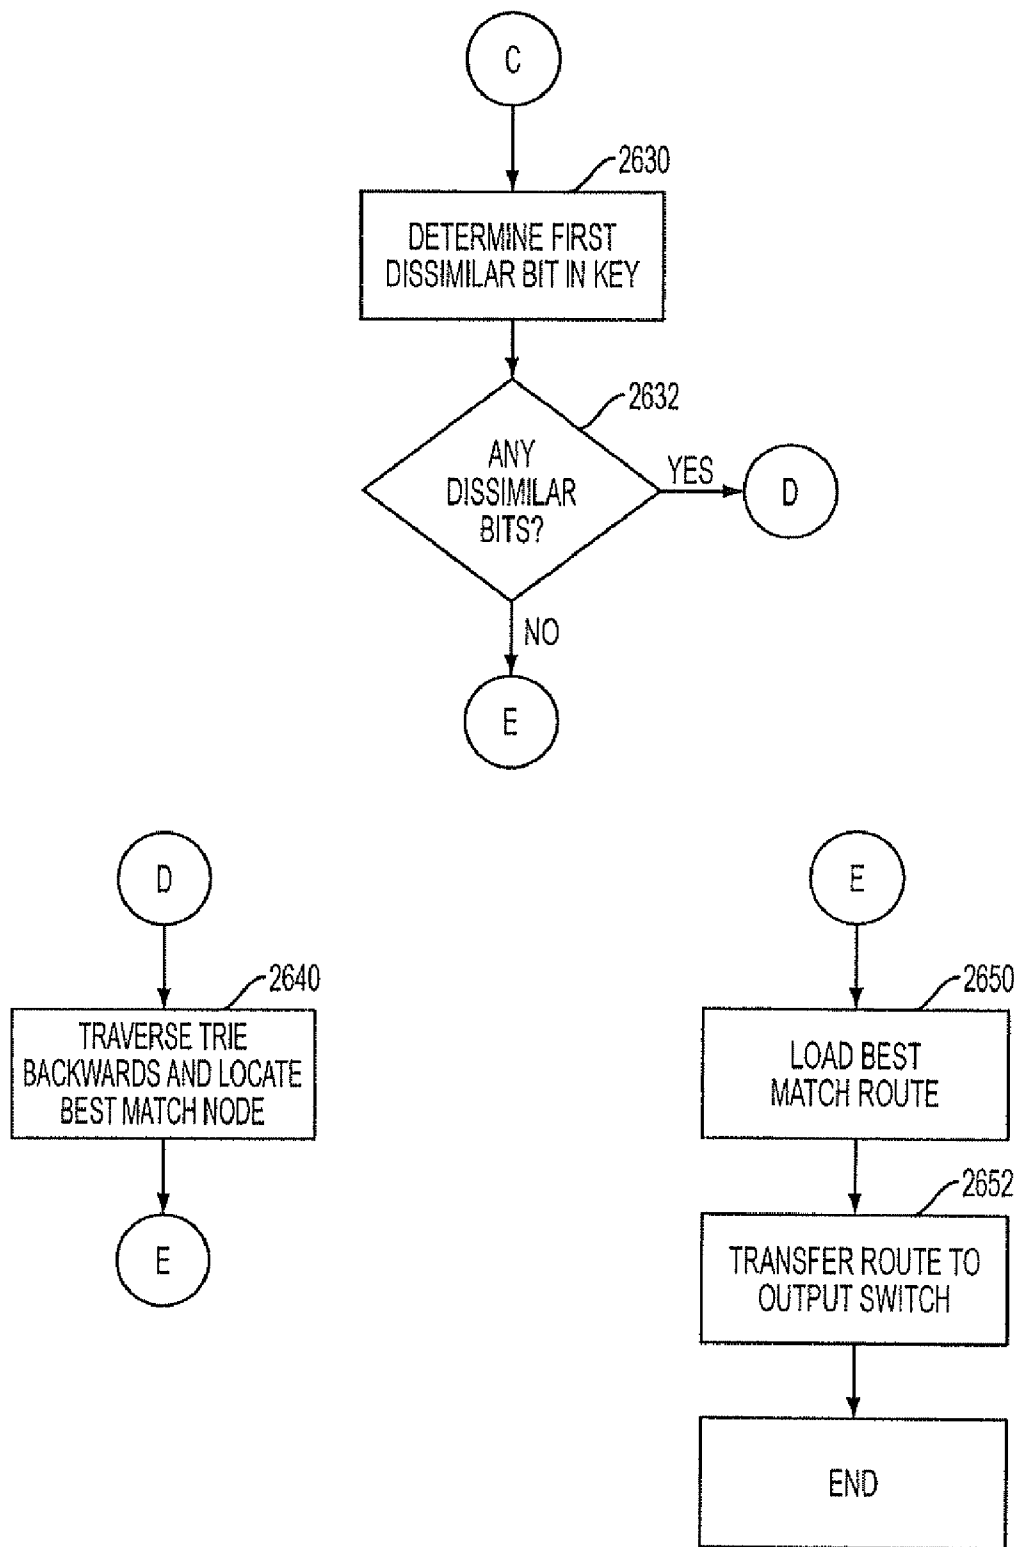 C
2630
DETERMINE FIRST
DISSIMILAR BIT IN KEY
2632
ANY
DISSIMILAR
BITS?
YES
D
NO
E
D
2640
TRAVERSE TRIE
BACKWARDS AND LOCATE
BEST MATCH NODE
E
E
2650
LOAD BEST
MATCH ROUTE
2652
TRANSFER ROUTE TO
OUTPUT SWITCH
END